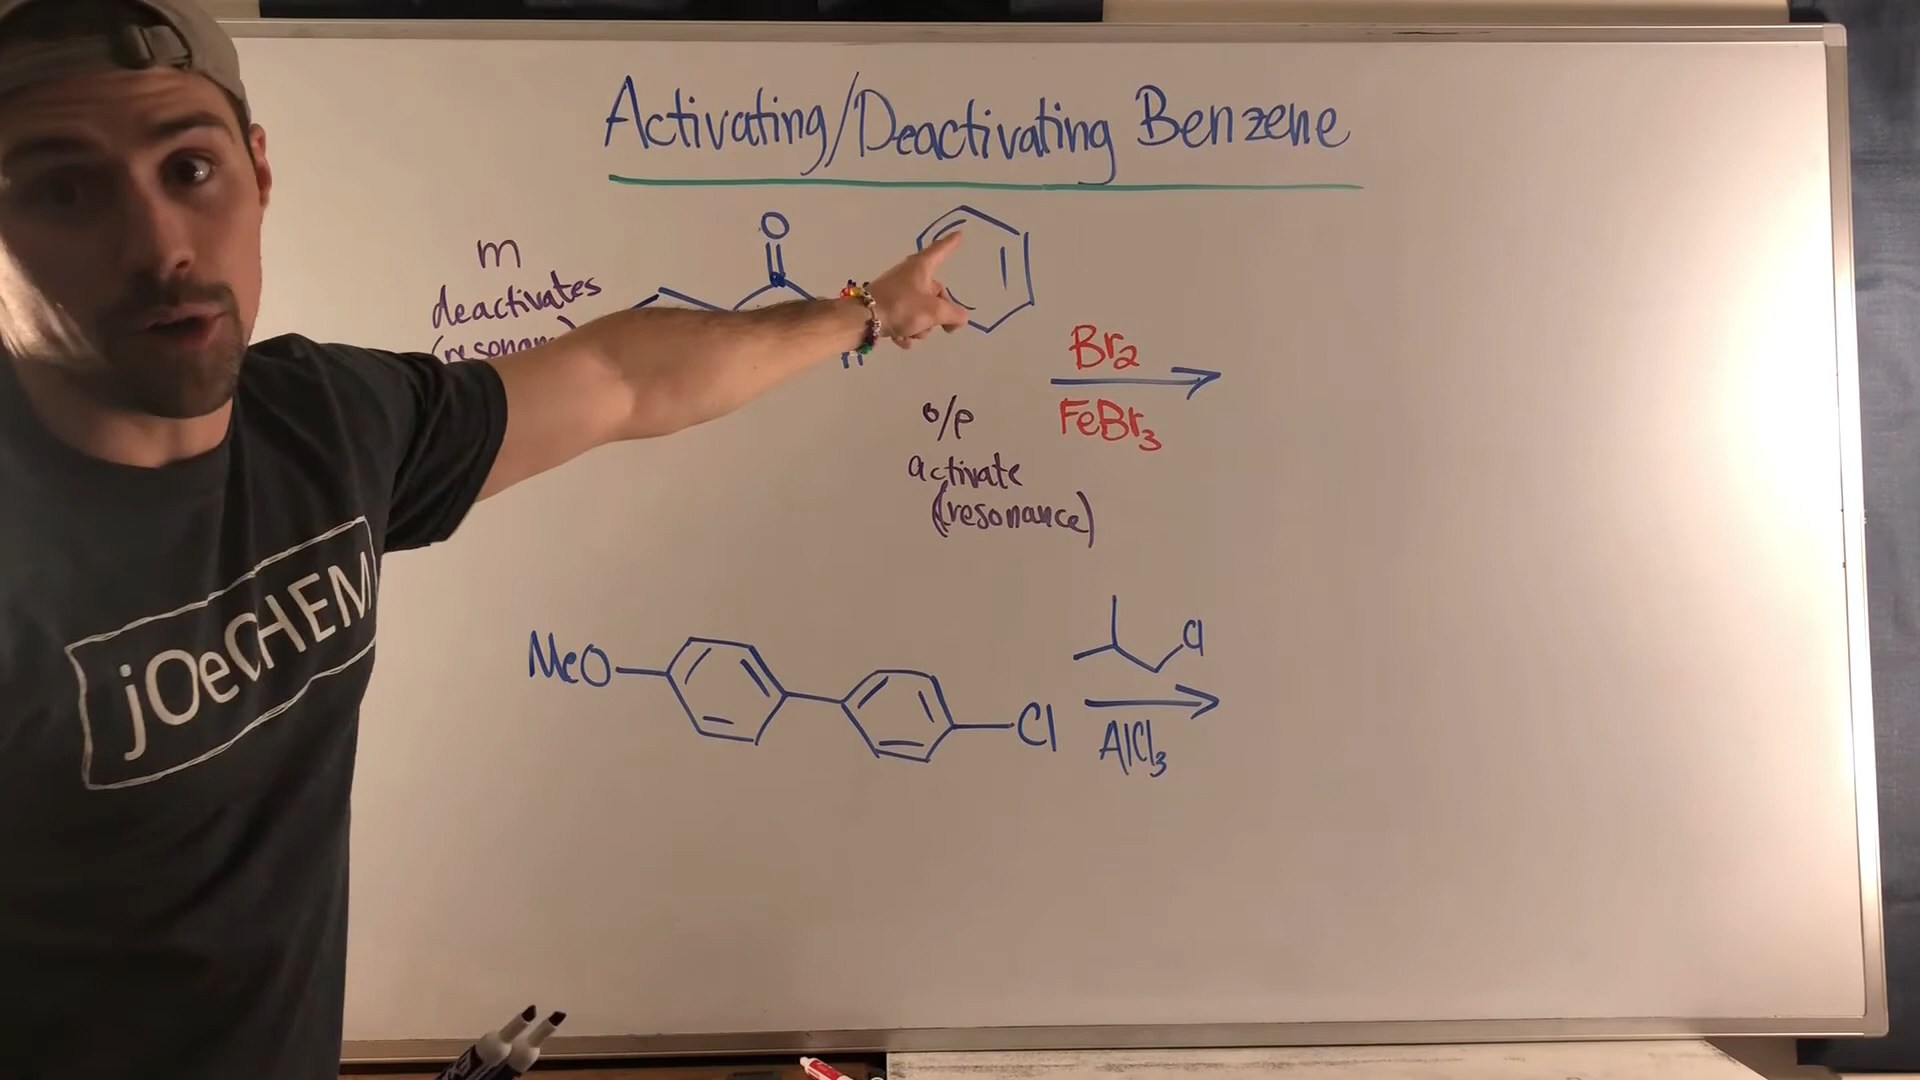 Activating/Deactivating Benzene
m
deactivates
O
H
Br2
FeBr3
o/p
activate
(resonance)
MeO
Cl
Cl
AlCl3
jOeCHEM